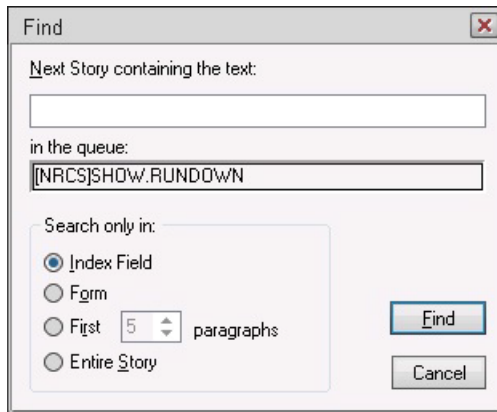 Find
Next Story containing the text:
in the queue:
[NRCS]SHOW.RUNDOWN
Search only in:
Index Field
Form
First 5 paragraphs
Entire Story
Find
Cancel